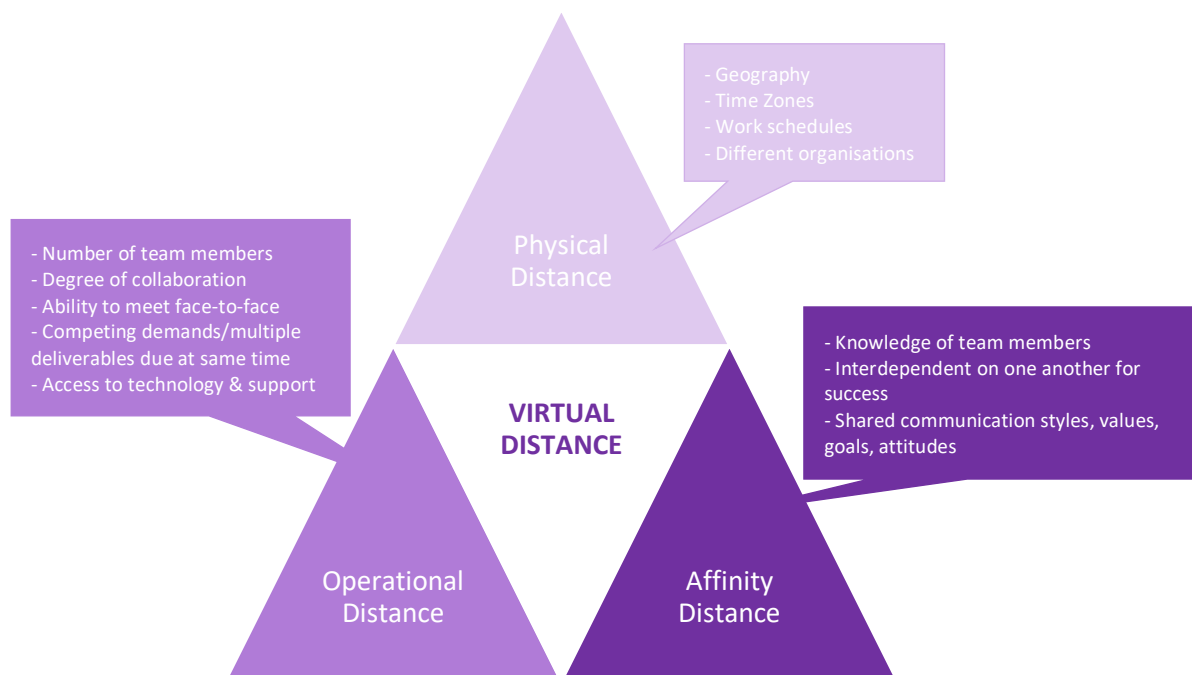 - Geography
- Time Zones
- Work schedules
- Different organisations
Physical
Distance
- Number of team members
- Degree of collaboration
- Ability to meet face-to-face
- Competing demands/multiple
deliverables due at same time
- Access to technology & support
- Knowledge of team members
- Interdependent on one another for
success
- Shared communication styles, values,
goals, attitudes
VIRTUAL
DISTANCE
Operational
Distance
Affinity
Distance